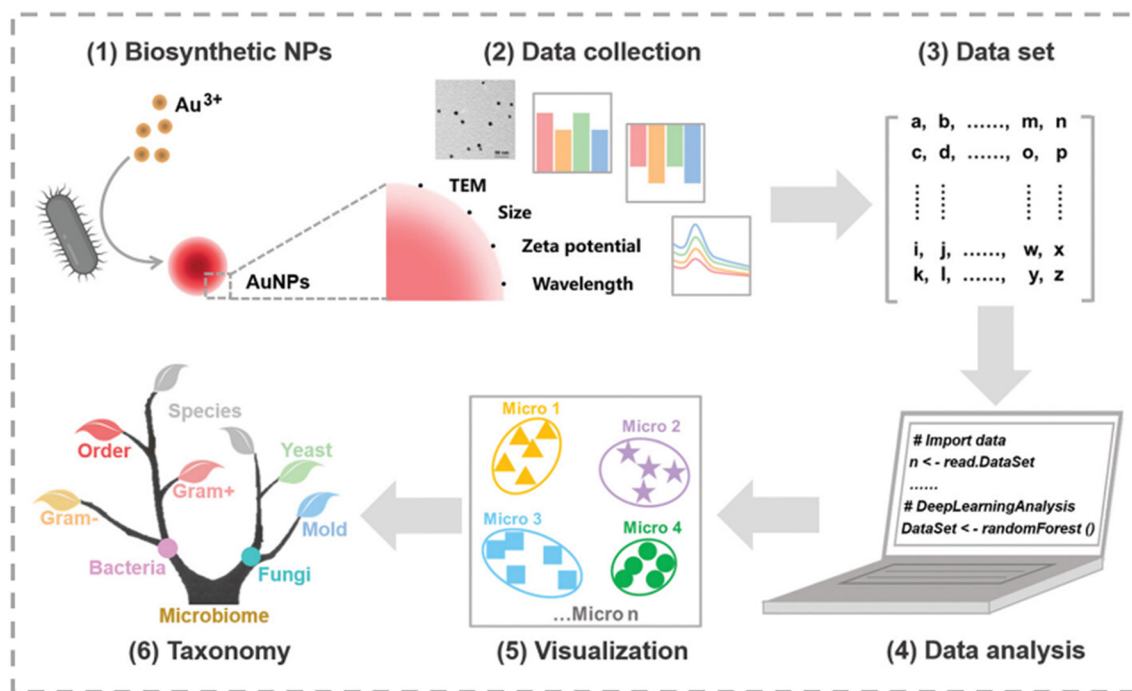 (1) Biosynthetic NPs
Au3+
AuNPs
(2) Data collection
TEM
Size
Zeta potential
Wavelength
(3) Data set
a, b, ......, m, n
c, d, ......, o, p
i, j, ......, w, x
k, l, ......, y, z
# Import data
n < - read.DataSet
......
# DeepLearningAnalysis
DataSet < - randomForest ()
(4) Data analysis
Micro 1
Micro 2
Micro 3
Micro 4
...Micro n
(5) Visualization
Species
Order
Yeast
Gram+
Gram-
Mold
Bacteria
Fungi
Microbiome
(6) Taxonomy